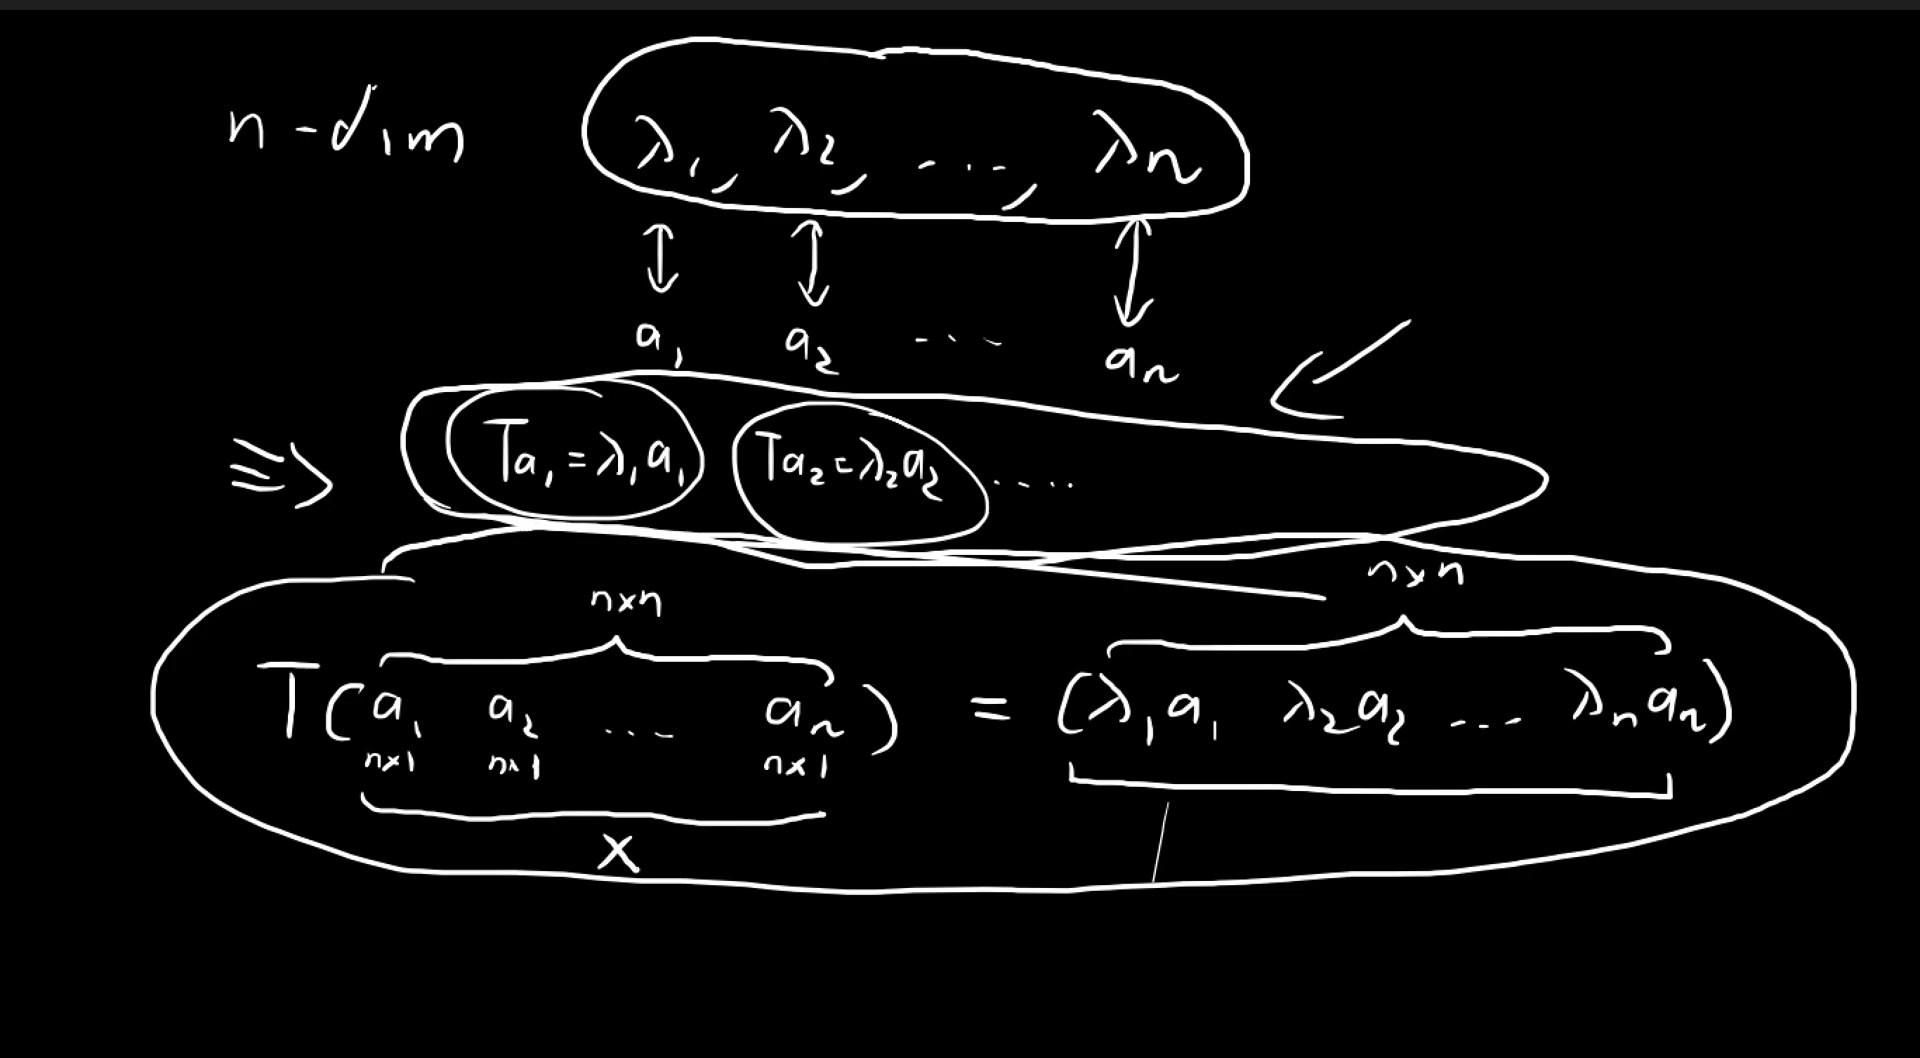 n-dim λ₁, λ₂, ..., λn
a₁ a₂ ... an
⇒ Ta₁ = λ₁a₁ Ta₂ = λ₂a₂ ....
n×n n×n
T(a₁ a₂ ... an) = (λ₁a₁ λ₂a₂ ... λnan)
n×1 n×1 n×1
X